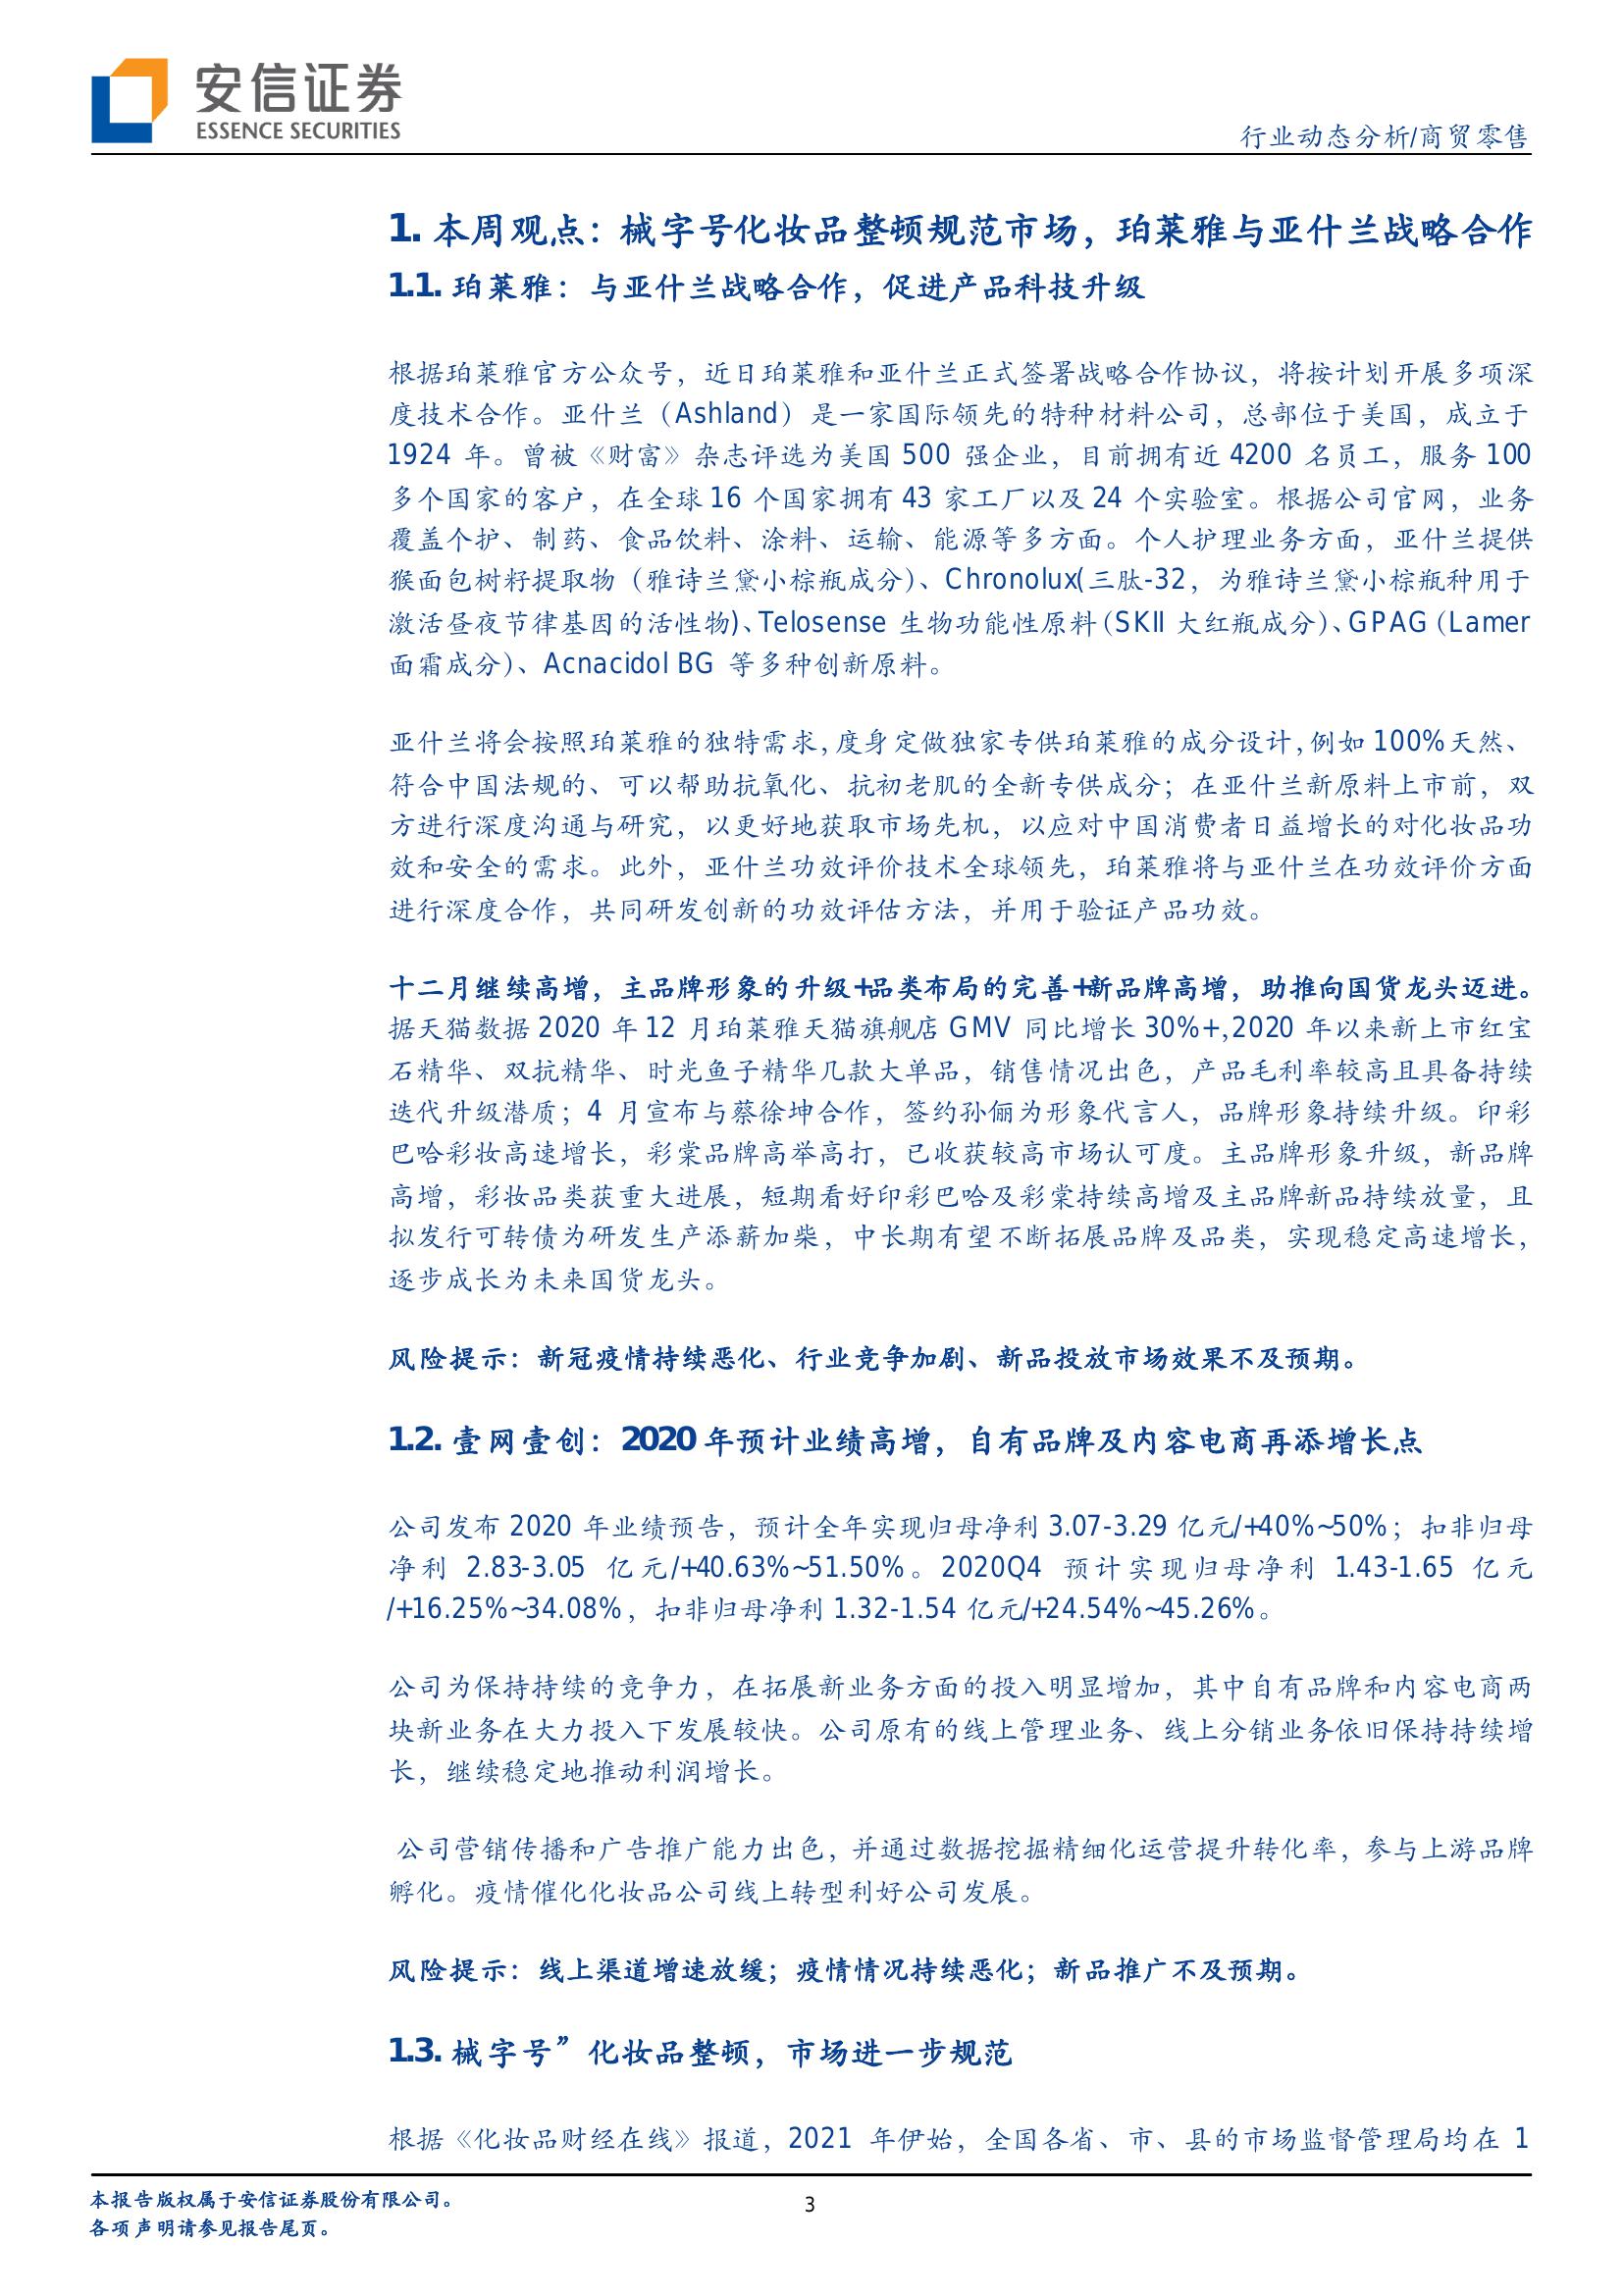 安信证券
ESSENCE SECURITIES
行业动态分析/商贸零售
1. 本周观点：械字号化妆品整顿规范市场，珀莱雅与亚什兰战略合作
1.1. 珀莱雅：与亚什兰战略合作，促进产品科技升级
根据珀莱雅官方公众号，近日珀莱雅和亚什兰正式签署战略合作协议，将按计划开展多项深
度技术合作。亚什兰（Ashland）是一家国际领先的特种材料公司，总部位于美国，成立于
1924 年。曾被《财富》杂志评选为美国 500 强企业，目前拥有近 4200 名员工，服务 100
多个国家的客户，在全球 16 个国家拥有 43 家工厂以及 24 个实验室。根据公司官网，业务
覆盖个护、制药、食品饮料、涂料、运输、能源等多方面。个人护理业务方面，亚什兰提供
猴面包树籽提取物（雅诗兰黛小棕瓶成分）、Chronolux(三肽-32，为雅诗兰黛小棕瓶种用于
激活昼夜节律基因的活性物)、Telosense 生物功能性原料（SKII 大红瓶成分）、GPAG（Lamer
面霜成分）、Acnacidol BG 等多种创新原料。
亚什兰将会按照珀莱雅的独特需求，度身定做独家专供珀莱雅的成分设计，例如 100%天然、
符合中国法规的、可以帮助抗氧化、抗初老肌的全新专供成分；在亚什兰新原料上市前，双
方进行深度沟通与研究，以更好地获取市场先机，以应对中国消费者日益增长的对化妆品功
效和安全的需求。此外，亚什兰功效评价技术全球领先，珀莱雅将与亚什兰在功效评价方面
进行深度合作，共同研发创新的功效评估方法，并用于验证产品功效。
十二月继续高增，主品牌形象的升级+品类布局的完善+新品牌高增，助推向国货龙头迈进。
据天猫数据 2020 年 12 月珀莱雅天猫旗舰店 GMV 同比增长 30%+,2020 年以来新上市红宝
石精华、双抗精华、时光鱼子精华几款大单品，销售情况出色，产品毛利率较高且具备持续
迭代升级潜质；4 月宣布与蔡徐坤合作，签约孙俪为形象代言人，品牌形象持续升级。印彩
巴哈彩妆高速增长，彩棠品牌高举高打，已收获较高市场认可度。主品牌形象升级，新品牌
高增，彩妆品类获重大进展，短期看好印彩巴哈及彩棠持续高增及主品牌新品持续放量，且
拟发行可转债为研发生产添薪加柴，中长期有望不断拓展品牌及品类，实现稳定高速增长，
逐步成长为未来国货龙头。
风险提示：新冠疫情持续恶化、行业竞争加剧、新品投放市场效果不及预期。
1.2. 壹网壹创：2020 年预计业绩高增，自有品牌及内容电商再添增长点
公司发布 2020 年业绩预告，预计全年实现归母净利 3.07-3.29 亿元/+40%~50%；扣非归母
净利 2.83-3.05 亿元/+40.63%~51.50%。2020Q4 预计实现归母净利 1.43-1.65 亿元
/+16.25%~34.08%，扣非归母净利 1.32-1.54 亿元/+24.54%~45.26%。
公司为保持持续的竞争力，在拓展新业务方面的投入明显增加，其中自有品牌和内容电商两
块新业务在大力投入下发展较快。公司原有的线上管理业务、线上分销业务依旧保持持续增
长，继续稳定地推动利润增长。
公司营销传播和广告推广能力出色，并通过数据挖掘精细化运营提升转化率，参与上游品牌
孵化。疫情催化化妆品公司线上转型利好公司发展。
风险提示：线上渠道增速放缓；疫情情况持续恶化；新品推广不及预期。
1.3. 械字号”化妆品整顿，市场进一步规范
根据《化妆品财经在线》报道，2021 年伊始，全国各省、市、县的市场监督管理局均在 1
本报告版权属于安信证券股份有限公司。
3
各项声明请参见报告尾页。